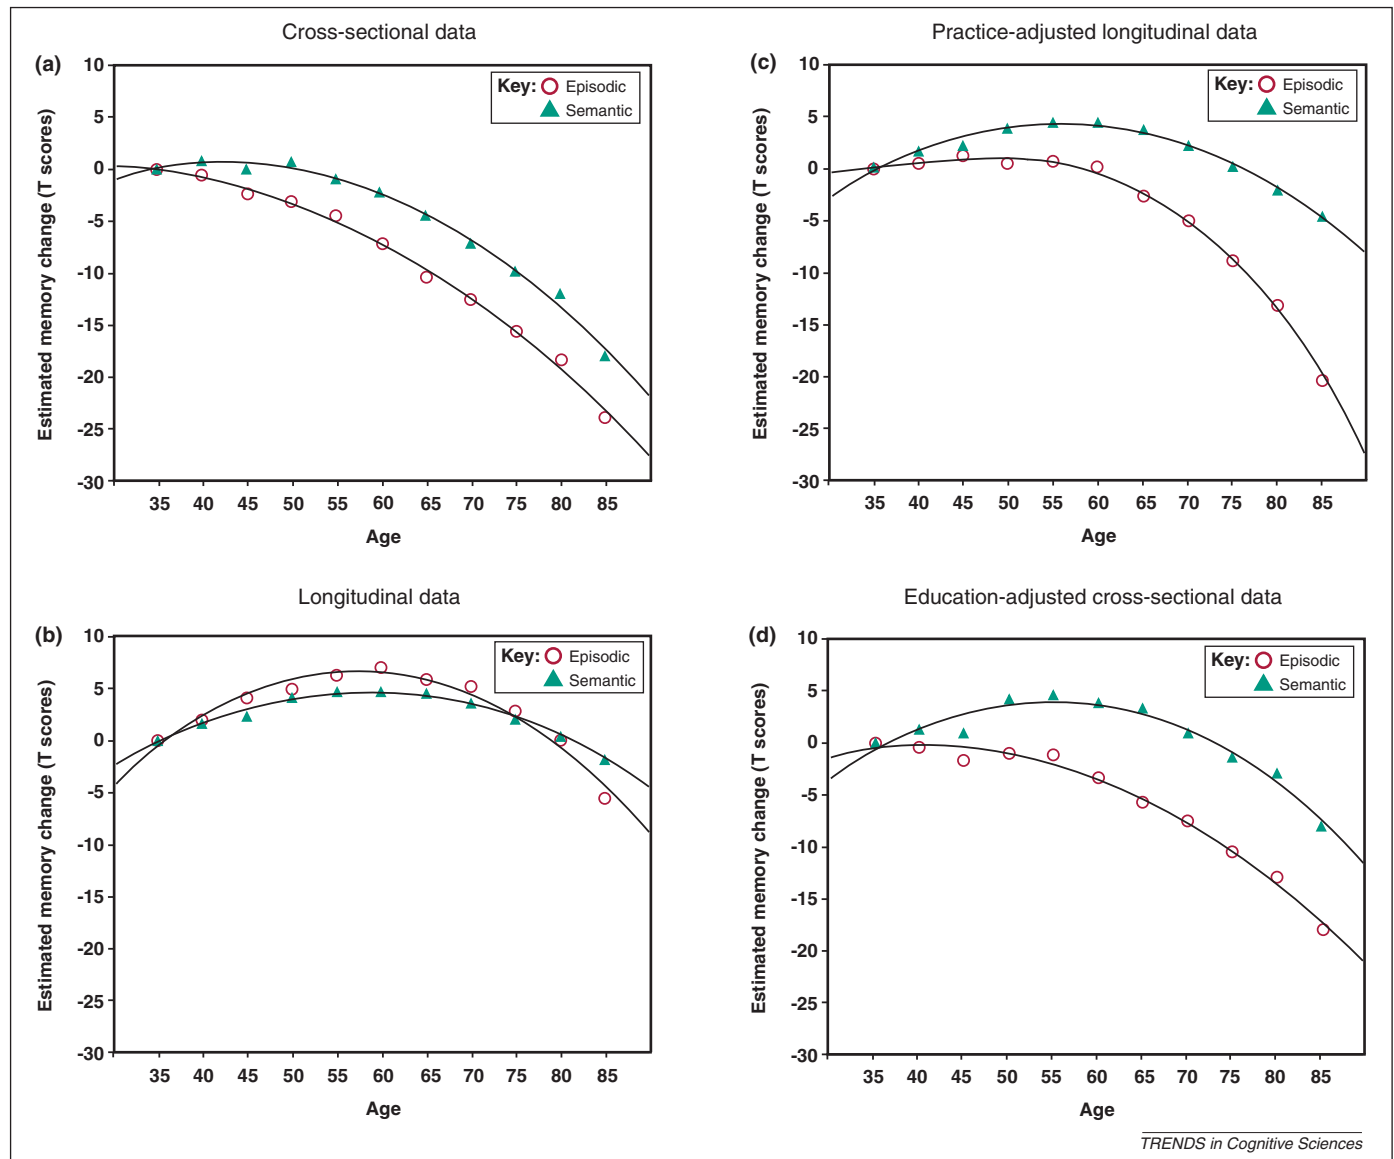 Cross-sectional data
(a)
Key: Episodic
Semantic
Estimated memory change (T scores)
10
5
0
-5
-10
-15
-20
-25
-30
35 40 45 50 55 60 65 70 75 80 85
Age
Practice-adjusted longitudinal data
(c)
Key: Episodic
Semantic
Estimated memory change (T scores)
10
5
0
-5
-10
-15
-20
-25
-30
35 40 45 50 55 60 65 70 75 80 85
Age
Longitudinal data
(b)
Key: Episodic
Semantic
Estimated memory change (T scores)
10
5
0
-5
-10
-15
-20
-25
-30
35 40 45 50 55 60 65 70 75 80 85
Age
Education-adjusted cross-sectional data
(d)
Key: Episodic
Semantic
Estimated memory change (T scores)
10
5
0
-5
-10
-15
-20
-25
-30
35 40 45 50 55 60 65 70 75 80 85
Age
TRENDS in Cognitive Sciences